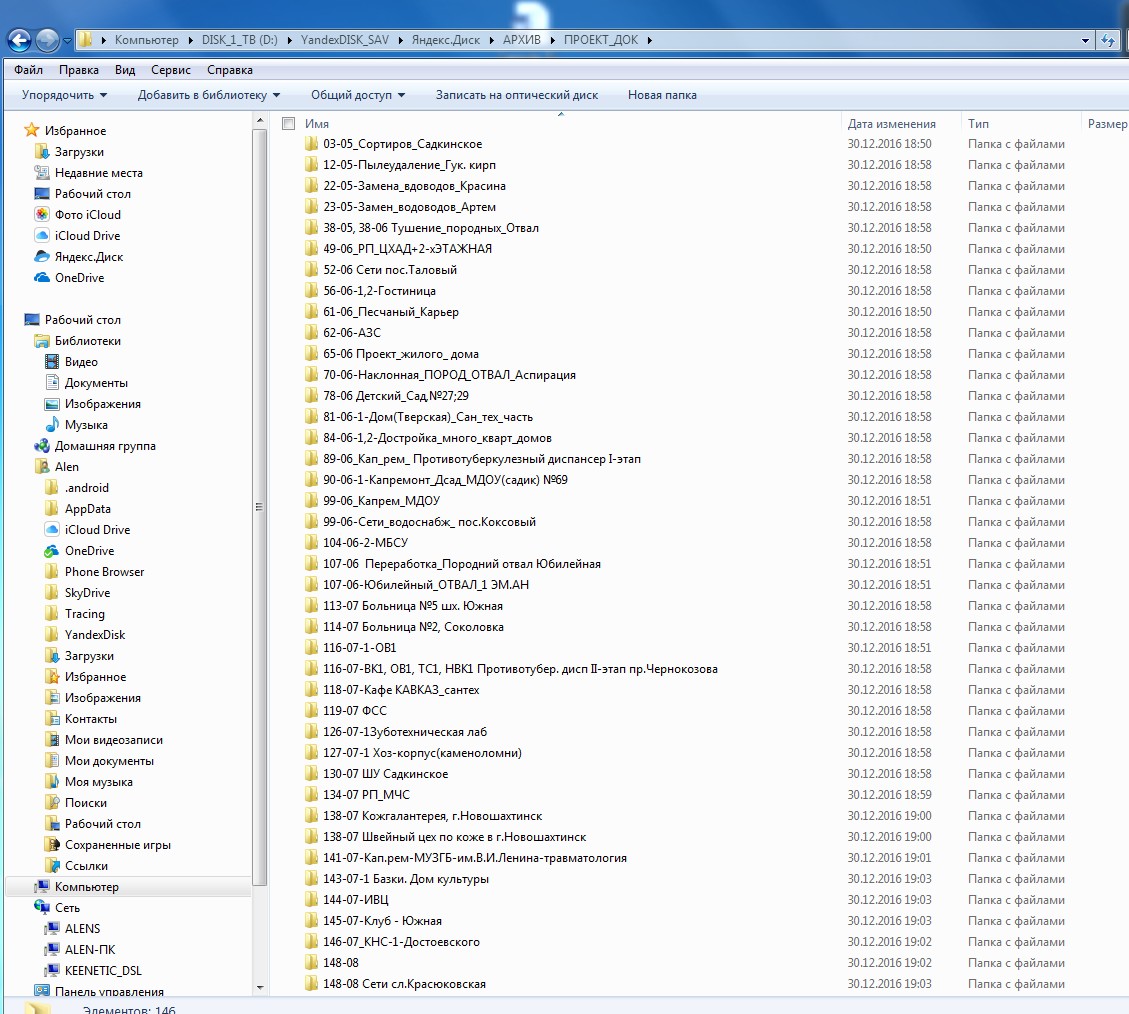 Компьютер DISK_1_TB (D:) YandexDISK_SAV Яндекс.Диск АРХИВ ПРОЕКТ_ДОК
Файл Правка Вид Сервис Справка
Упорядочить Добавить в библиотеку Общий доступ Записать на оптический диск Новая папка
Избранное
Загрузки
Недавние места
Рабочий стол
Фото iCloud
iCloud Drive
Яндекс.Диск
OneDrive
Рабочий стол
Библиотеки
Видео
Документы
Изображения
Музыка
Домашняя группа
Alen
.android
AppData
iCloud Drive
OneDrive
Phone Browser
SkyDrive
Tracing
YandexDisk
Загрузки
Избранное
Изображения
Контакты
Мои видеозаписи
Мои документы
Моя музыка
Поиски
Рабочий стол
Сохраненные игры
Ссылки
Компьютер
Сеть
ALENS
ALEN-ПК
KEENETIC_DSL
Панель управления
Имя Дата изменения Тип Размер
03-05_Сортиров_Садкинское 30.12.2016 18:50 Папка с файлами
12-05-Пылеудаление_Гук. кирп 30.12.2016 18:58 Папка с файлами
22-05-Замена_вдоводов_Красина 30.12.2016 18:58 Папка с файлами
23-05-Замен_водоводов_Артем 30.12.2016 18:58 Папка с файлами
38-05, 38-06 Тушение_породных_Отвал 30.12.2016 18:58 Папка с файлами
49-06_РП_ЦХАД+2-хЭТАЖНАЯ 30.12.2016 18:50 Папка с файлами
52-06 Сети пос.Таловый 30.12.2016 18:58 Папка с файлами
56-06-1,2-Гостиница 30.12.2016 18:58 Папка с файлами
61-06_Песчаный_Карьер 30.12.2016 18:50 Папка с файлами
62-06-АЗС 30.12.2016 18:58 Папка с файлами
65-06 Проект_жилого_ дома 30.12.2016 18:58 Папка с файлами
70-06-Наклонная_ПОРОД_ОТВАЛ_Аспирация 30.12.2016 18:58 Папка с файлами
78-06 Детский_Сад,№27;29 30.12.2016 18:58 Папка с файлами
81-06-1-Дом(Тверская)_Сан_тех_часть 30.12.2016 18:58 Папка с файлами
84-06-1,2-Достройка_много_кварт_домов 30.12.2016 18:58 Папка с файлами
89-06_Кап_рем_ Противотуберкулезный диспансер I-этап 30.12.2016 18:58 Папка с файлами
90-06-1-Капремонт_Дсад_МДОУ(садик) №69 30.12.2016 18:58 Папка с файлами
99-06_Капрем_МДОУ 30.12.2016 18:51 Папка с файлами
99-06-Сети_водоснабж_ пос.Коксовый 30.12.2016 18:58 Папка с файлами
104-06-2-МБСУ 30.12.2016 18:58 Папка с файлами
107-06  Переработка_Породний отвал Юбилейная 30.12.2016 18:51 Папка с файлами
107-06-Юбилейный_ОТВАЛ_1 ЭМ.АН 30.12.2016 18:51 Папка с файлами
113-07 Больница №5 шх. Южная 30.12.2016 18:58 Папка с файлами
114-07 Больница №2, Соколовка 30.12.2016 18:58 Папка с файлами
116-07-1-ОВ1 30.12.2016 18:51 Папка с файлами
116-07-ВК1, ОВ1, ТС1, НВК1 Противотубер. дисп II-этап пр.Чернокозова 30.12.2016 18:58 Папка с файлами
118-07-Кафе КАВКАЗ_сантех 30.12.2016 18:58 Папка с файлами
119-07 ФСС 30.12.2016 18:58 Папка с файлами
126-07-1Зуботехническая лаб 30.12.2016 18:58 Папка с файлами
127-07-1 Хоз-корпус(каменоломни) 30.12.2016 18:58 Папка с файлами
130-07 ШУ Садкинское 30.12.2016 18:58 Папка с файлами
134-07 РП_МЧС 30.12.2016 18:59 Папка с файлами
138-07 Кожгалантерея, г.Новошахтинск 30.12.2016 19:00 Папка с файлами
138-07 Швейный цех по коже в г.Новошахтинск 30.12.2016 19:00 Папка с файлами
141-07-Кап.рем-МУЗГБ-им.В.И.Ленина-травматология 30.12.2016 19:01 Папка с файлами
143-07-1 Базки. Дом культуры 30.12.2016 19:03 Папка с файлами
144-07-ИВЦ 30.12.2016 19:03 Папка с файлами
145-07-Клуб - Южная 30.12.2016 19:03 Папка с файлами
146-07_КНС-1-Достоевского 30.12.2016 19:02 Папка с файлами
148-08 30.12.2016 19:02 Папка с файлами
148-08 Сети сл.Красюковская 30.12.2016 19:03 Папка с файлами
Элементов: 146